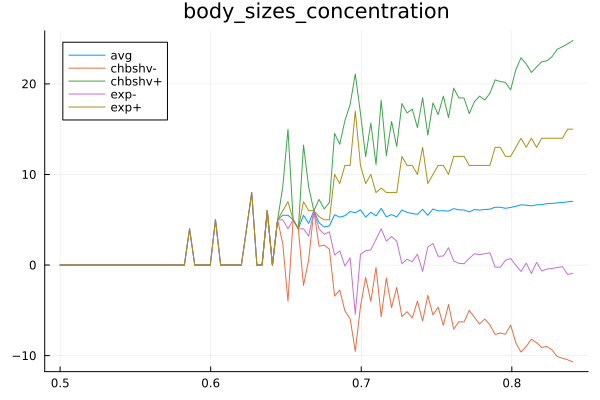 body_sizes_concentration
avg
chbshv-
chbshv+
exp-
exp+
20
10
0
−10
0.5 0.6 0.7 0.8